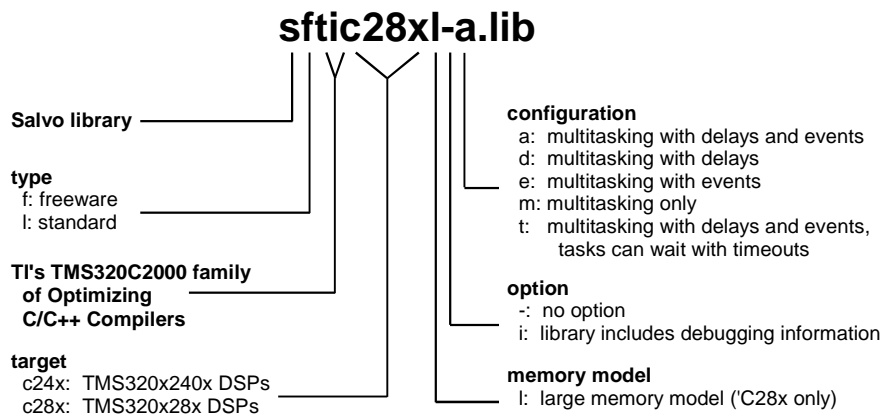 sftic28xl-a.lib
Salvo library
type
f: freeware
l: standard
TI's TMS320C2000 family
of Optimizing
C/C++ Compilers
target
c24x: TMS320x240x DSPs
c28x: TMS320x28x DSPs
configuration
a: multitasking with delays and events
d: multitasking with delays
e: multitasking with events
m: multitasking only
t: multitasking with delays and events,
tasks can wait with timeouts
option
-: no option
i: library includes debugging information
memory model
l: large memory model ('C28x only)